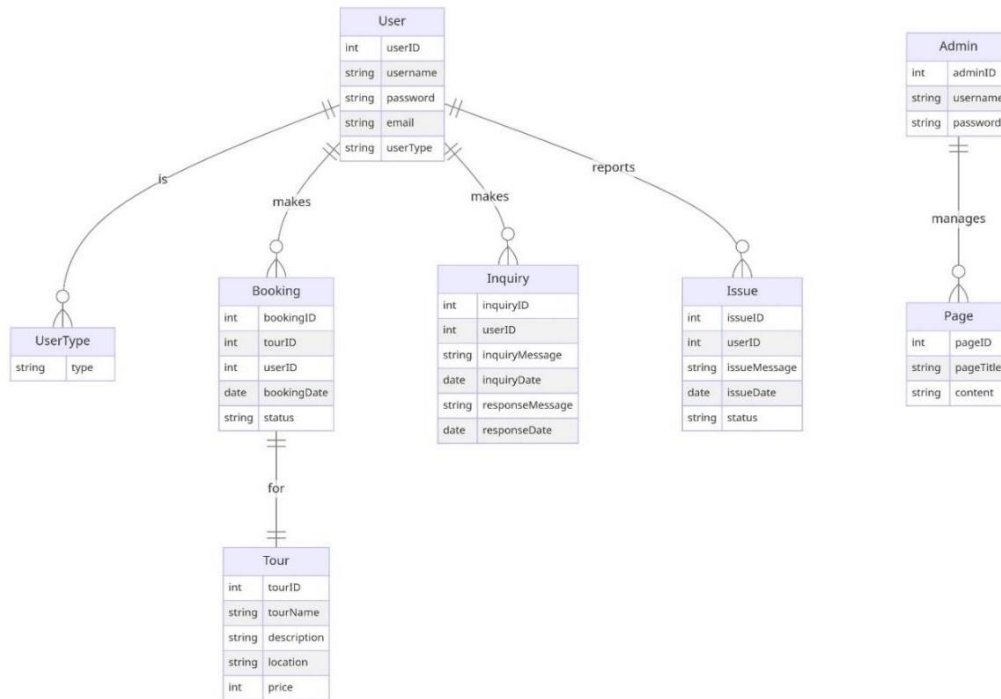 User
int userID
string username
string password
string email
string userType
Admin
int adminID
string username
string password
is
makes
makes
reports
manages
UserType
string type
Booking
int bookingID
int tourID
int userID
date bookingDate
string status
Inquiry
int inquiryID
int userID
string inquiryMessage
date inquiryDate
string responseMessage
date responseDate
Issue
int issueID
int userID
string issueMessage
date issueDate
string status
Page
int pageID
string pageTitle
string content
for
Tour
int tourID
string tourName
string description
string location
int price